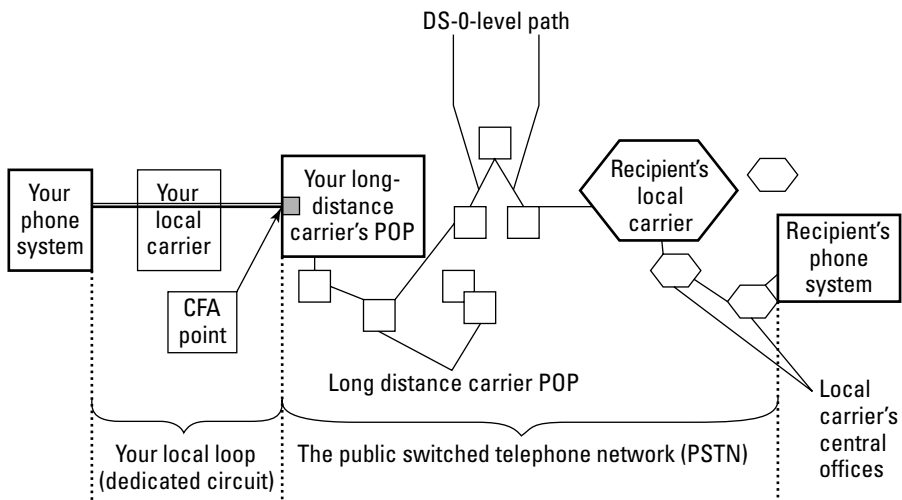 DS-0-level path
Your
phone
system
Your
local
carrier
Your long-
distance
carrier's POP
Recipient's
local
carrier
Recipient's
phone
system
CFA
point
Long distance carrier POP
Local
carrier's
central
offices
Your local loop
(dedicated circuit)
The public switched telephone network (PSTN)